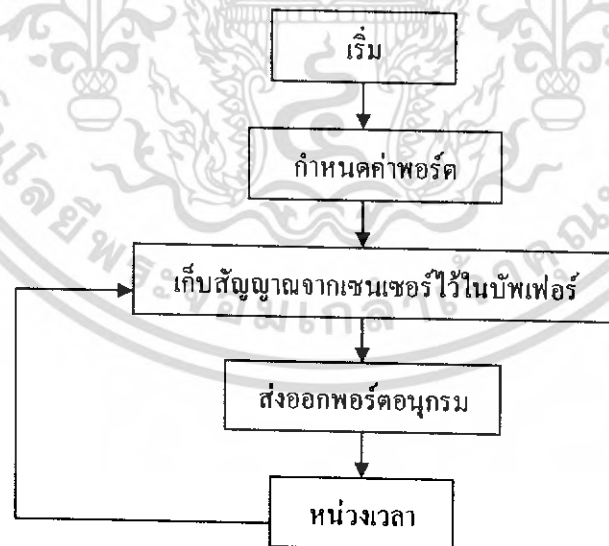 เริ่ม
กำหนดค่าพอร์ต
เก็บสัญญาณจากเซนเซอร์ไว้ในบัพเฟอร์
ส่งออกพอร์ตอนุกรม
หน่วงเวลา